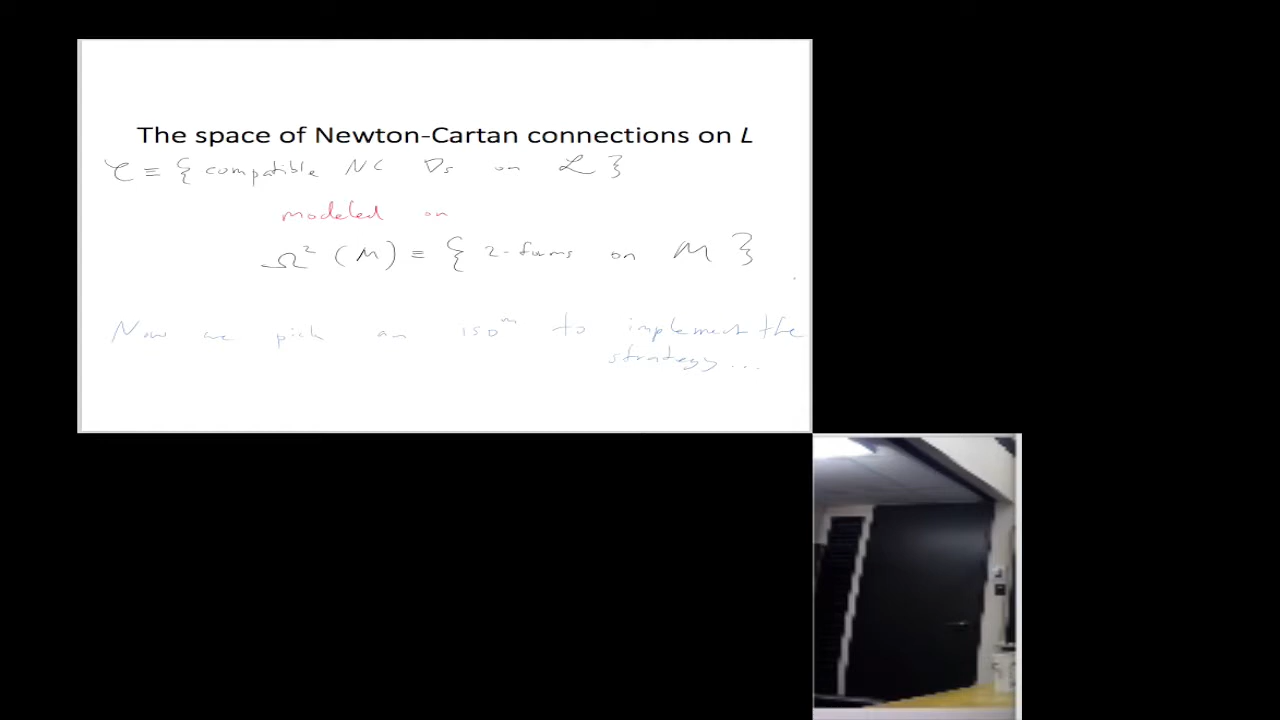 The space of Newton-Cartan connections on L
𝒞 ≡ { compatible NC ∇s on ℒ }
modeled on
Ω² (M) ≡ { 2-forms on M }
Now we pick an isoᵐ to implement the
strategy ...